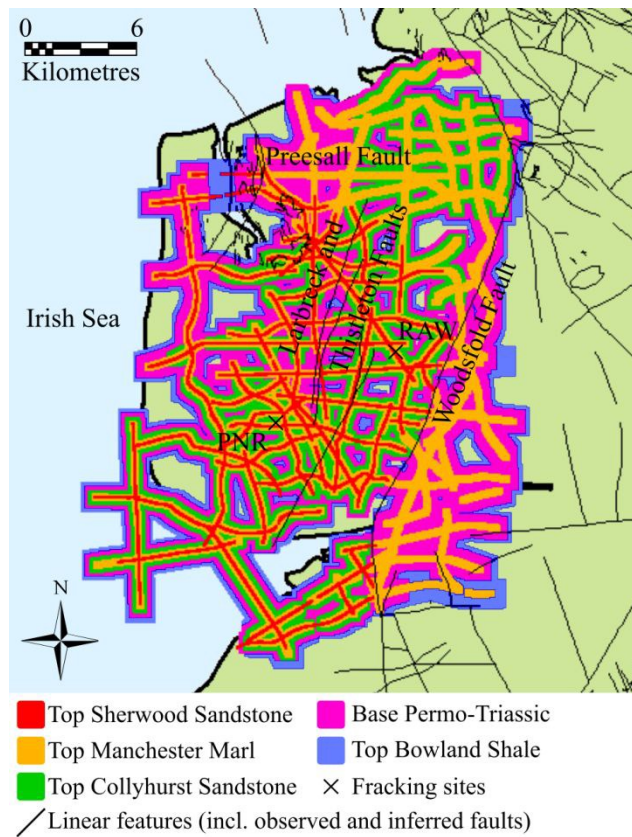 0 6
Kilometres
Preesall Fault
Larbreck and
Thistleton Faults
Irish Sea
RAW
Woodsfold Fault
PNR
N
Top Sherwood Sandstone
Base Permo-Triassic
Top Manchester Marl
Top Bowland Shale
Top Collyhurst Sandstone
Fracking sites
Linear features (incl. observed and inferred faults)